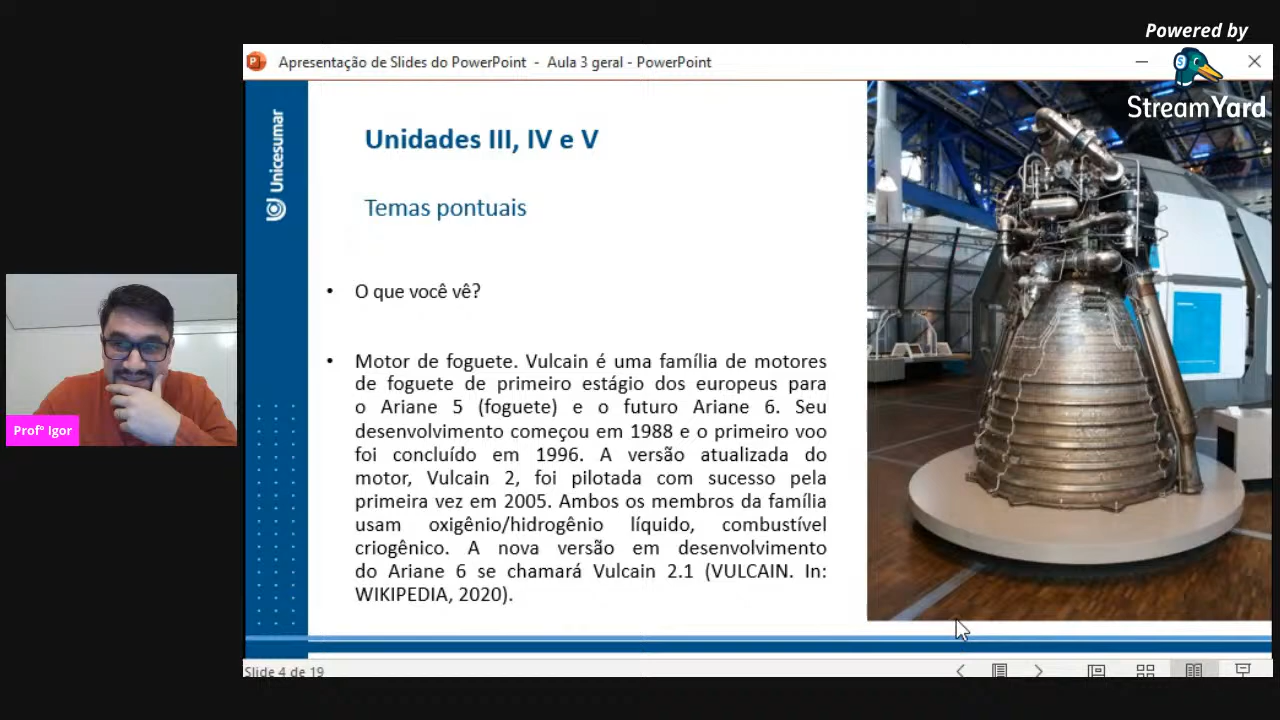 Powered by
StreamYard
Apresentação de Slides do PowerPoint - Aula 3 geral - PowerPoint
Unicesumar
Unidades III, IV e V
Temas pontuais
• O que você vê?
• Motor de foguete. Vulcain é uma família de motores
de foguete de primeiro estágio dos europeus para
o Ariane 5 (foguete) e o futuro Ariane 6. Seu
desenvolvimento começou em 1988 e o primeiro voo
foi concluído em 1996. A versão atualizada do
motor, Vulcain 2, foi pilotada com sucesso pela
primeira vez em 2005. Ambos os membros da família
usam oxigênio/hidrogênio líquido, combustível
criogênico. A nova versão em desenvolvimento
do Ariane 6 se chamará Vulcain 2.1 (VULCAIN. In:
WIKIPEDIA, 2020).
Profº Igor
Slide 4 de 19